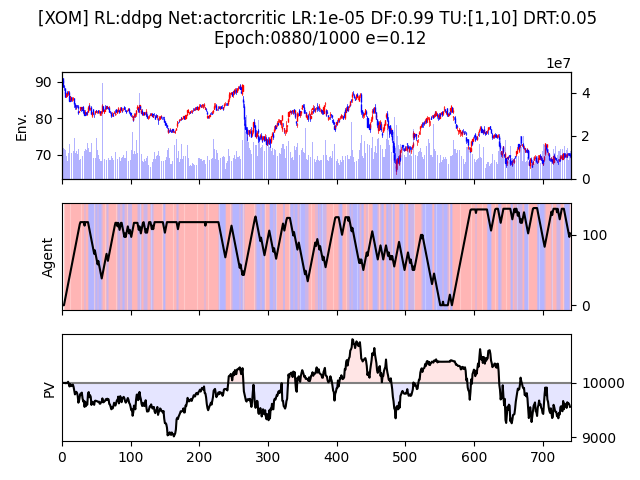 [XOM] RL:ddpg Net:actorcritic LR:1e-05 DF:0.99 TU:[1,10] DRT:0.05
Epoch:0880/1000 e=0.12
1e7
90
80
70
Env.
4
2
0
Agent
100
0
PV
10000
9000
0 100 200 300 400 500 600 700